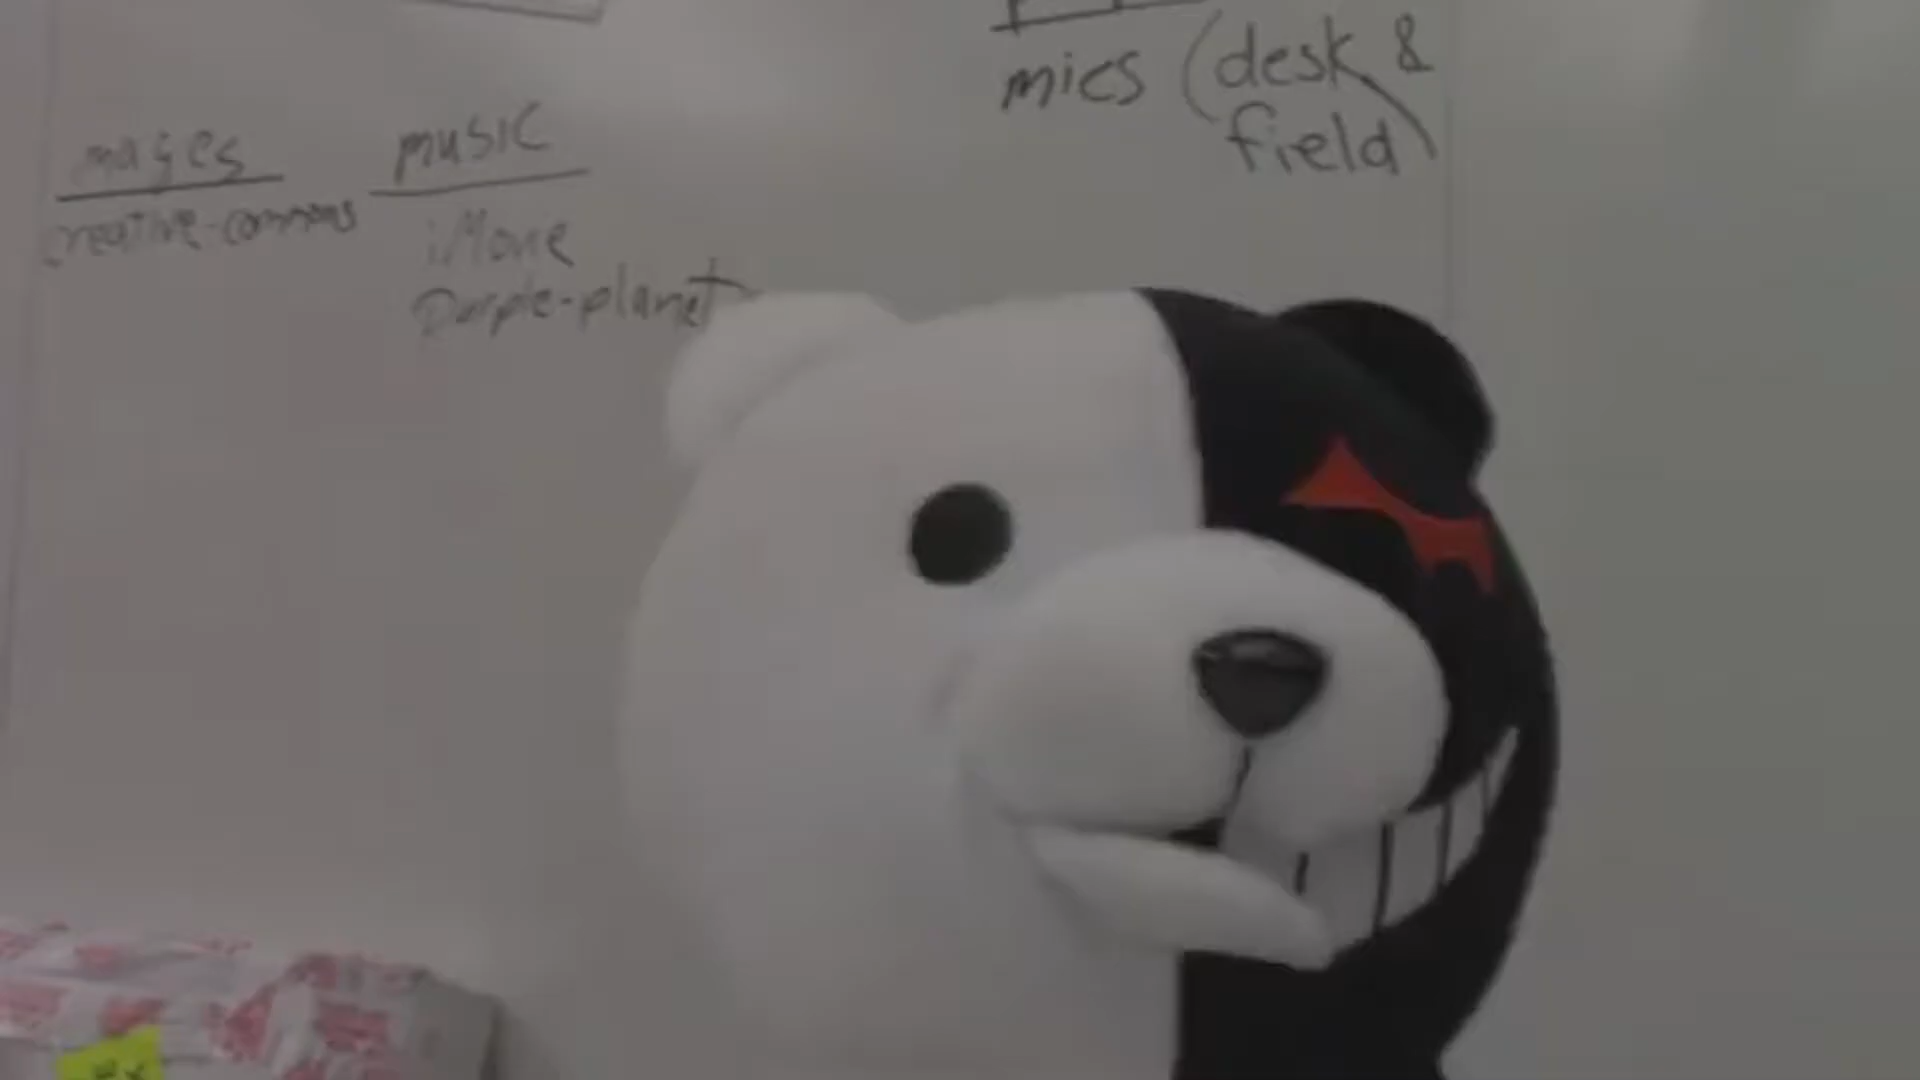 mics (desk &
field)
images
music
creative-commons
iMovie
Purple-planet